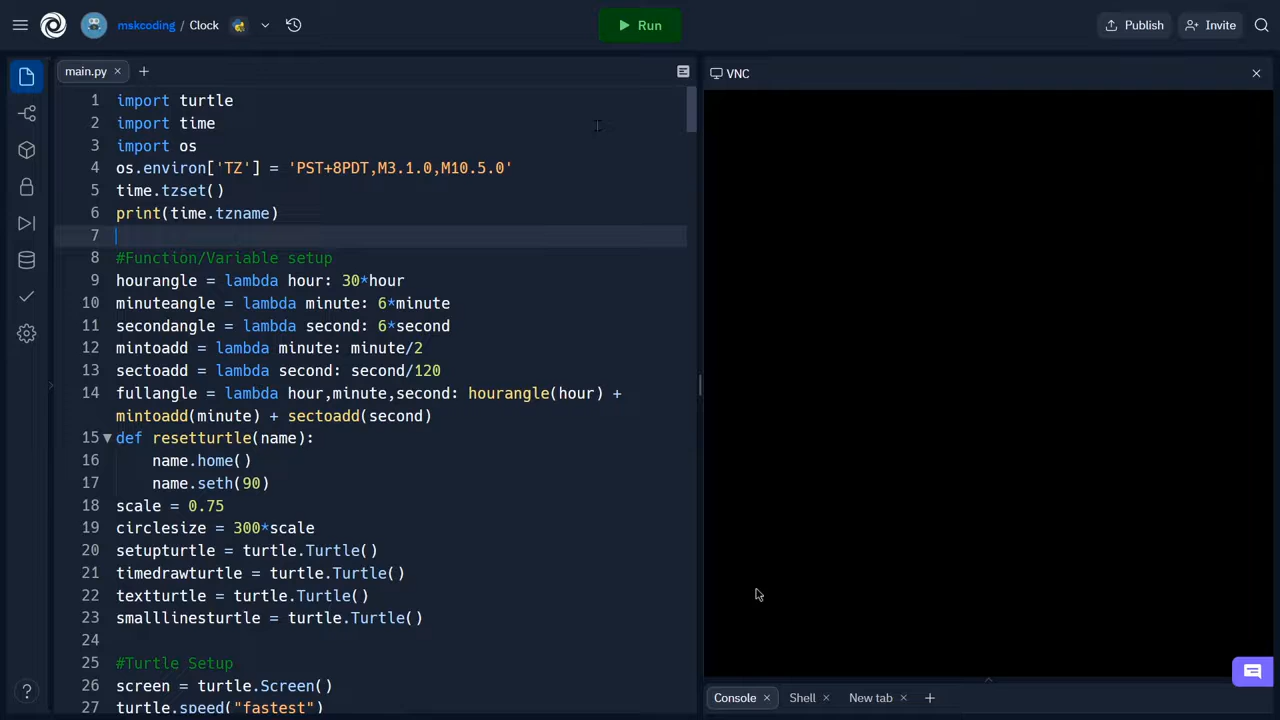 mskcoding / Clock
Run
Publish
Invite
main.py
1 import turtle
2 import time
3 import os
4 os.environ['TZ'] = 'PST+8PDT,M3.1.0,M10.5.0'
5 time.tzset()
6 print(time.tzname)
7
8 #Function/Variable setup
9 hourangle = lambda hour: 30*hour
10 minuteangle = lambda minute: 6*minute
11 secondangle = lambda second: 6*second
12 mintoadd = lambda minute: minute/2
13 sectoadd = lambda second: second/120
14 fullangle = lambda hour,minute,second: hourangle(hour) +
mintoadd(minute) + sectoadd(second)
15 def resetturtle(name):
16 name.home()
17 name.seth(90)
18 scale = 0.75
19 circlesize = 300*scale
20 setupturtle = turtle.Turtle()
21 timedrawturtle = turtle.Turtle()
22 textturtle = turtle.Turtle()
23 smalllinesturtle = turtle.Turtle()
24
25 #Turtle Setup
26 screen = turtle.Screen()
27 turtle.speed("fastest")
VNC
Console
Shell
New tab